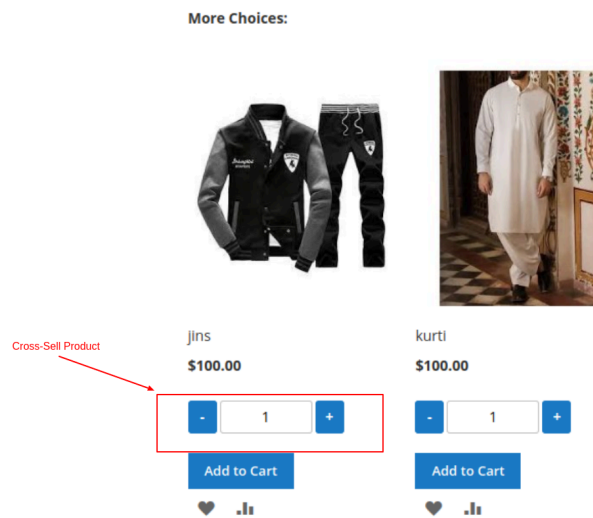 More Choices:
jins
kurti
Cross-Sell Product
$100.00
$100.00
- 1 +
- 1 +
Add to Cart
Add to Cart